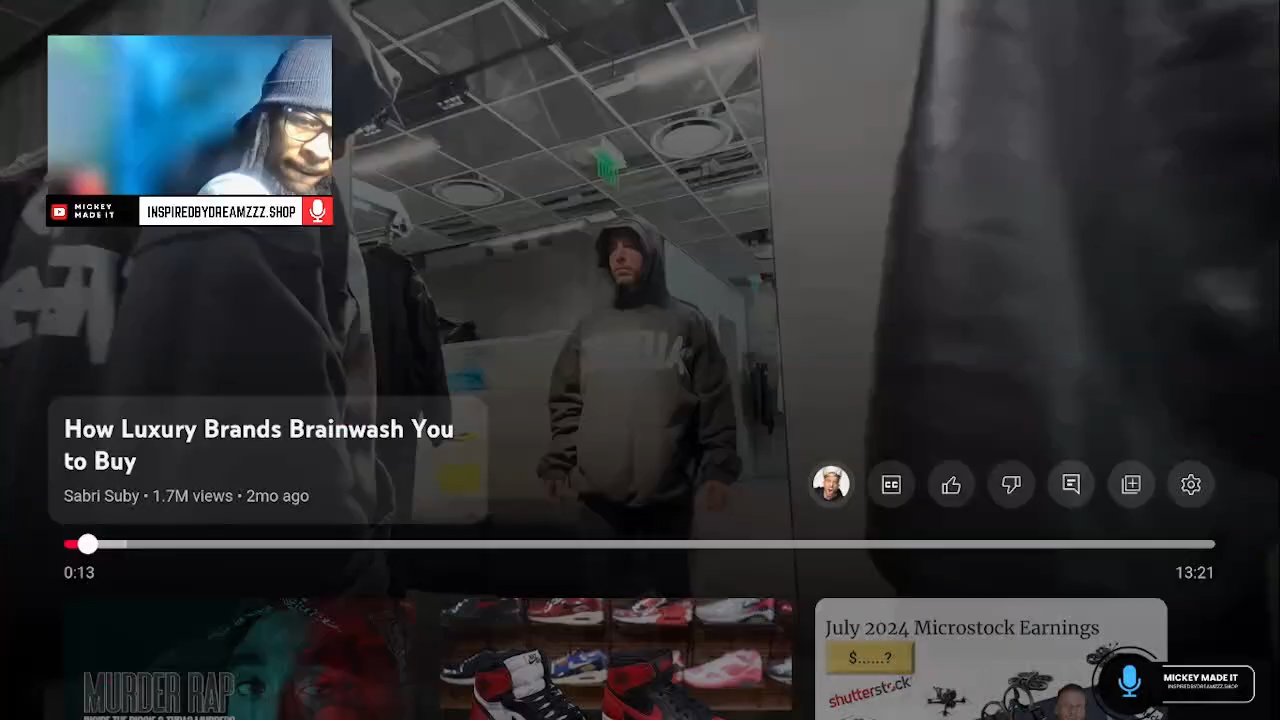 MICKEY
MADE IT
INSPIREDBYDREAMZZZ.SHOP
How Luxury Brands Brainwash You
to Buy
Sabri Suby • 1.7M views • 2mo ago
CC
0:13
13:21
MURDER RAP
July 2024 Microstock Earnings
$......?
shutterstock
MICKEY MADE IT
INSPIREDBYDREAMZZZ.SHOP